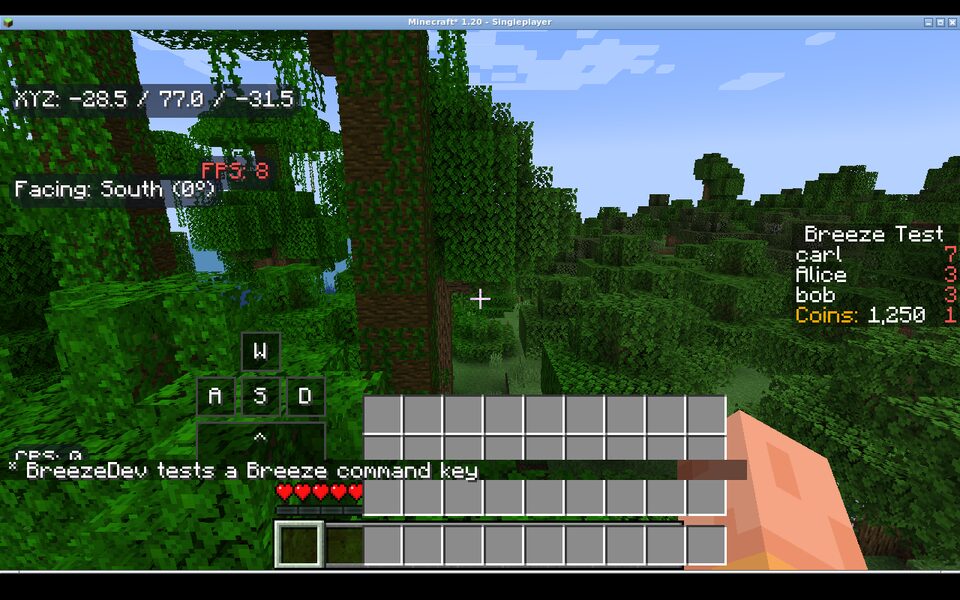 Minecraft* 1.20 - Singleplayer
XYZ: -28.5 / 77.0 / -31.5
FPS: 8
Facing: South (0°)
Breeze Test
carl 7
Alice 3
bob 3
Coins: 1,250 1
W
A S D
^
* BreezeDev tests a Breeze command key